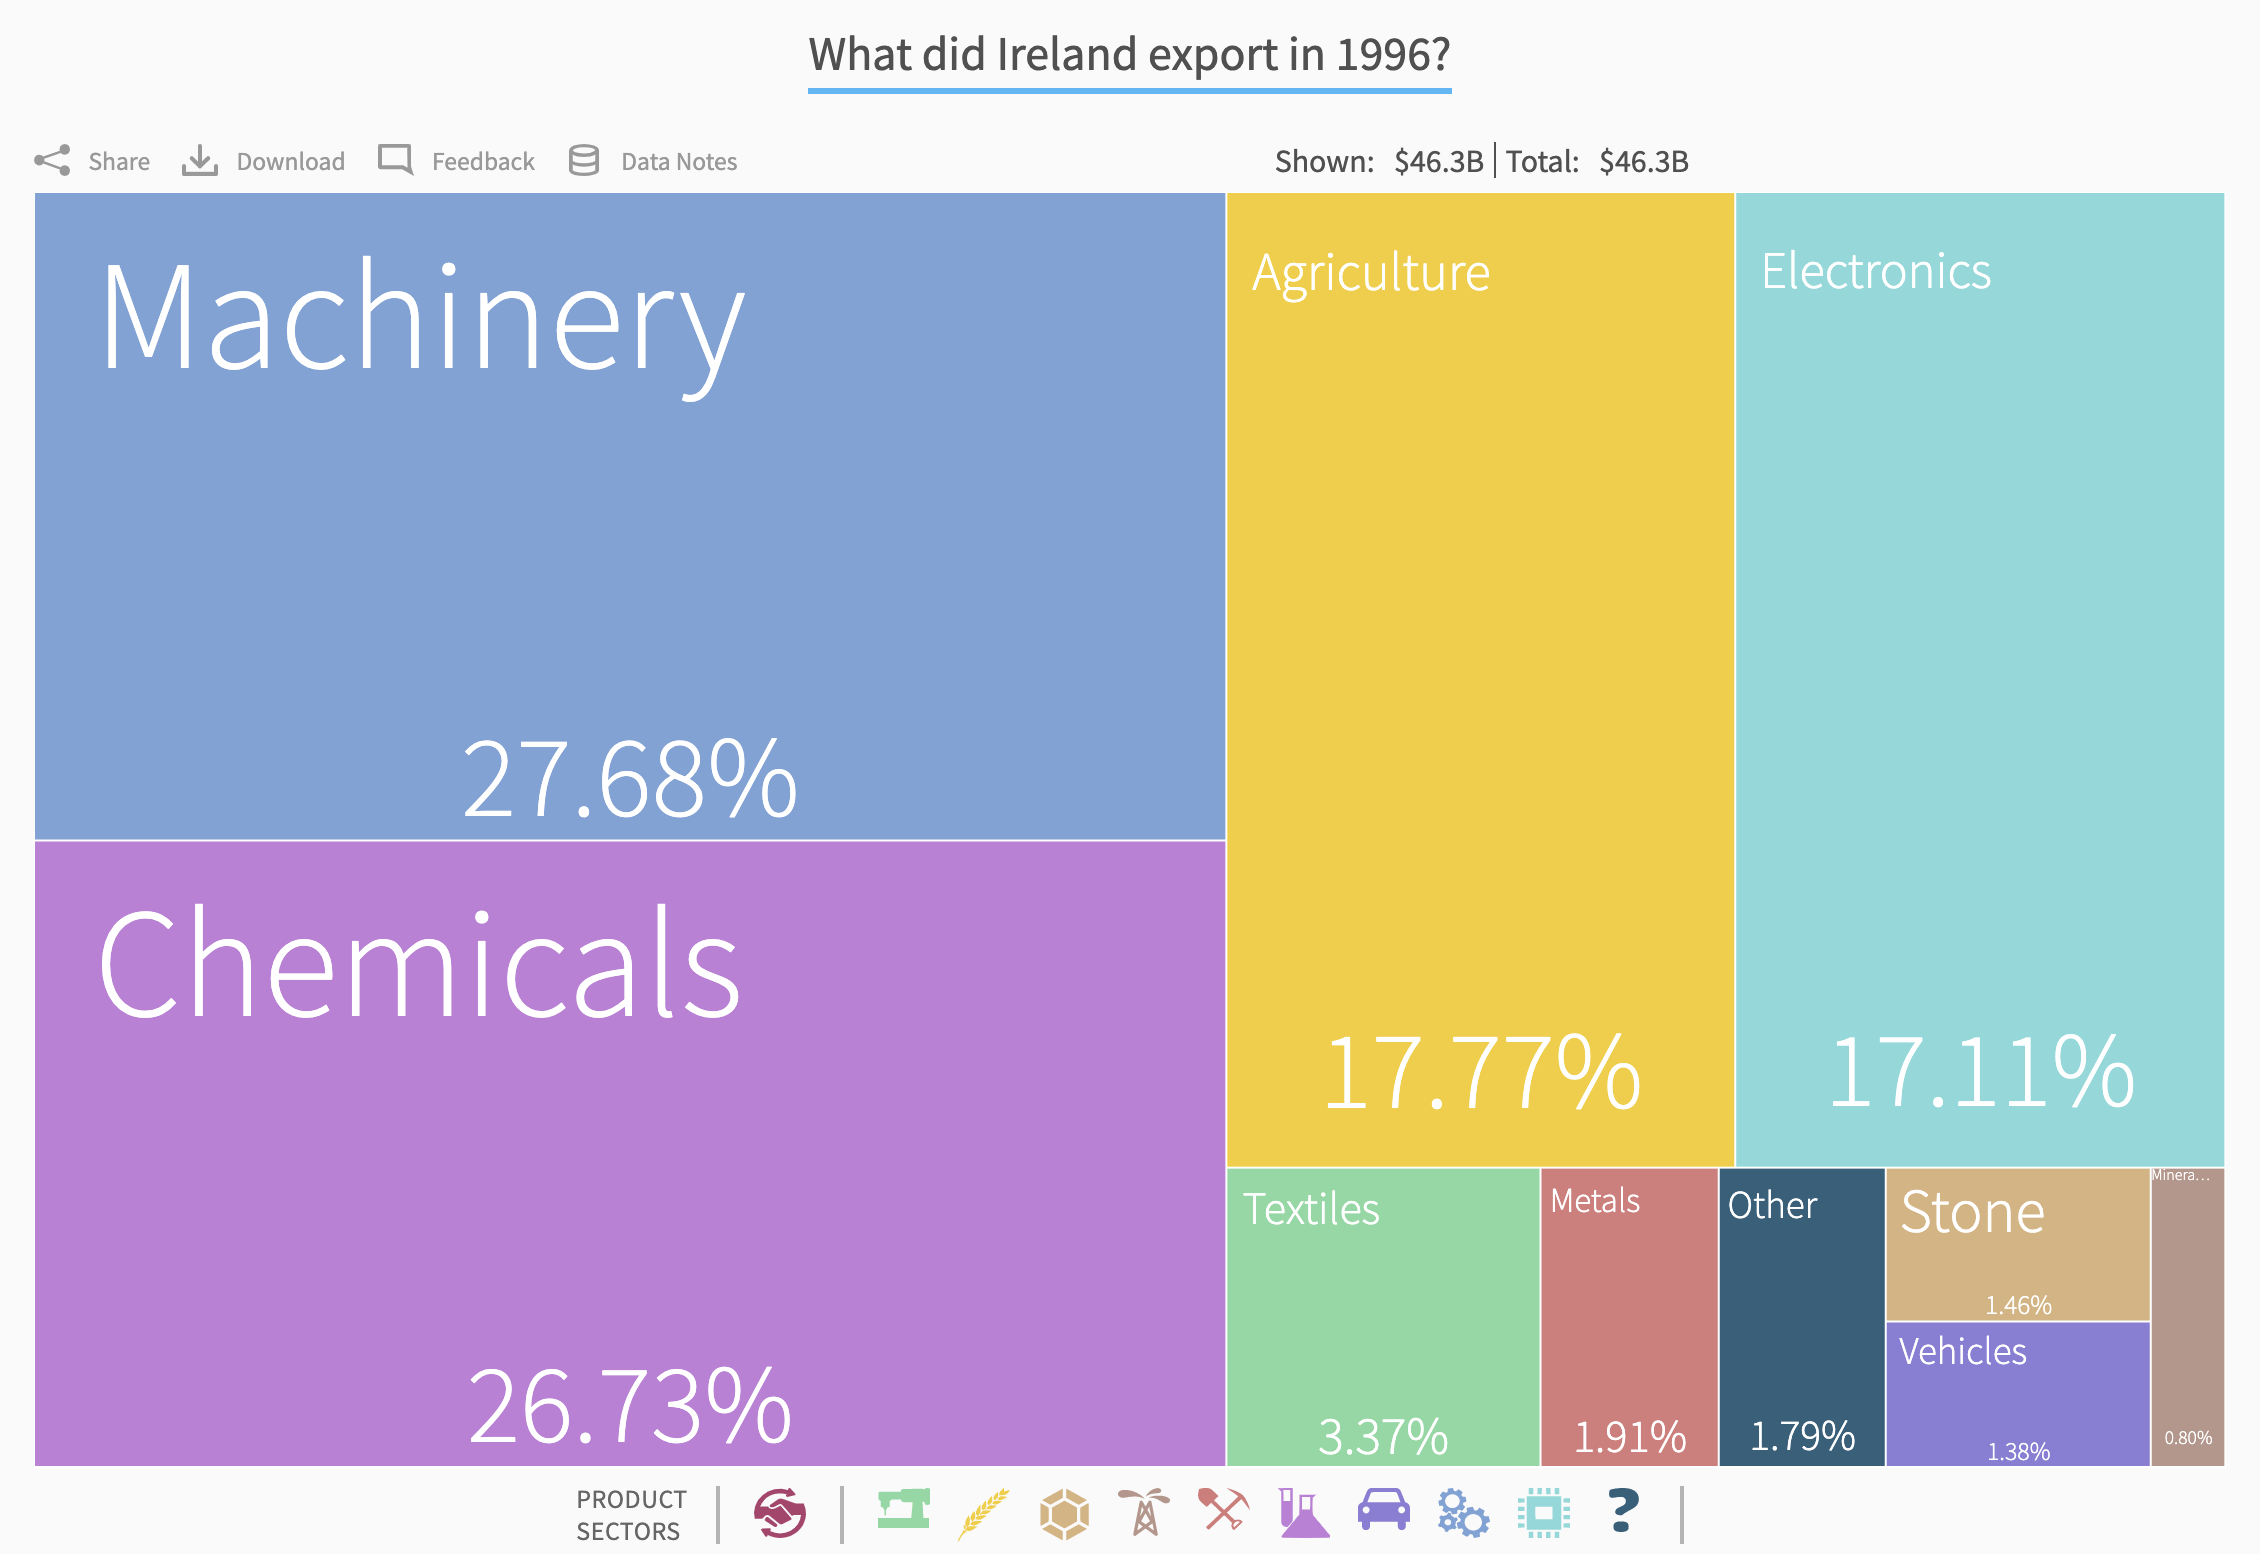 What did Ireland export in 1996?
Share
Download
Feedback
Data Notes
Shown: $46.3B
Total: $46.3B
Machinery
27.68%
Chemicals
26.73%
Agriculture
17.77%
Electronics
17.11%
Textiles
3.37%
Metals
1.91%
Other
1.79%
Stone
1.46%
Vehicles
1.38%
Minera...
0.80%
PRODUCT
SECTORS
?